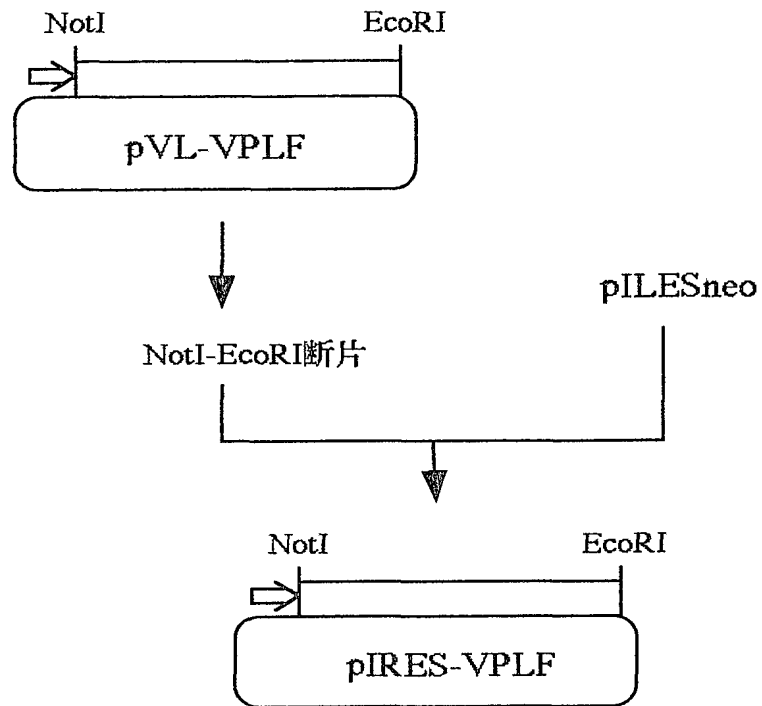 NotI EcoRI
pVL-VPLF
pILESneo
NotI-EcoRI断片
NotI EcoRI
pIRES-VPLF